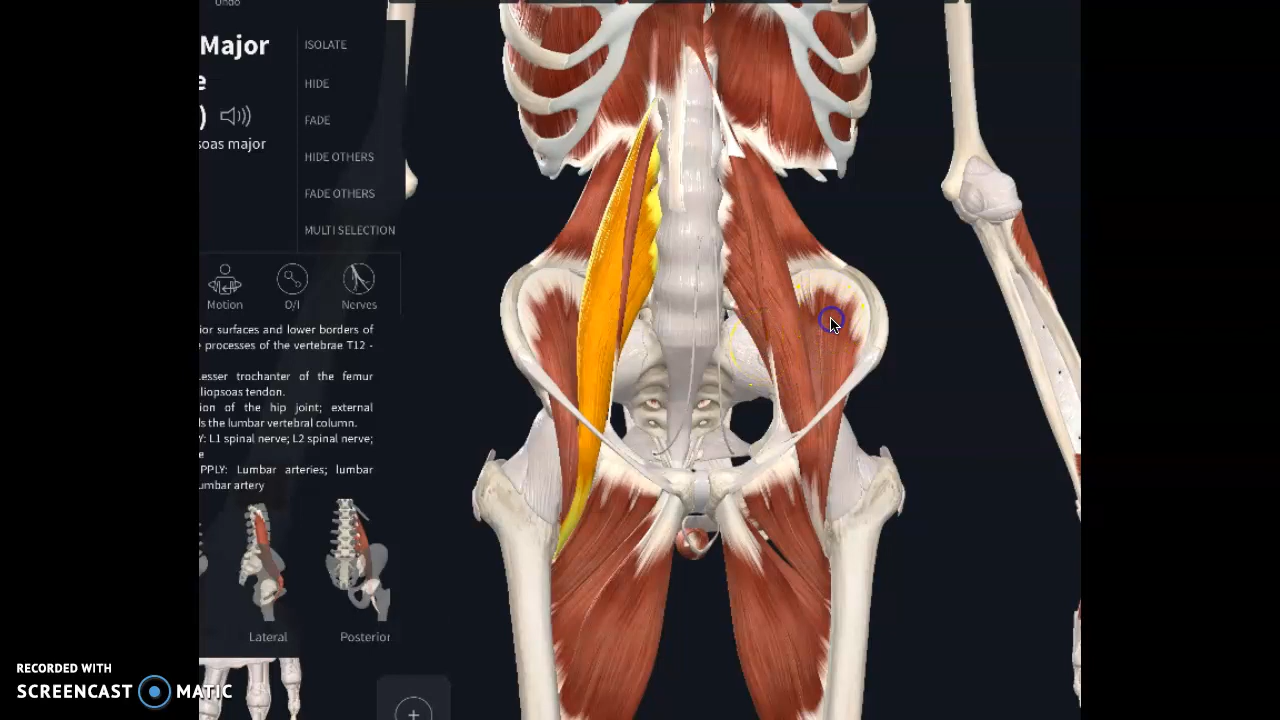 Undo
Major
e
)
soas major
ISOLATE
HIDE
FADE
HIDE OTHERS
FADE OTHERS
MULTI SELECTION
Motion
O/I
Nerves
ior surfaces and lower borders of
e processes of the vertebrae T12 -
esser trochanter of the femur
liopsoas tendon.
ion of the hip joint; external
ds the lumbar vertebral column.
Y: L1 spinal nerve; L2 spinal nerve;
e
PPLY: Lumbar arteries; lumbar
umbar artery
Lateral
Posterior
RECORDED WITH
SCREENCAST MATIC